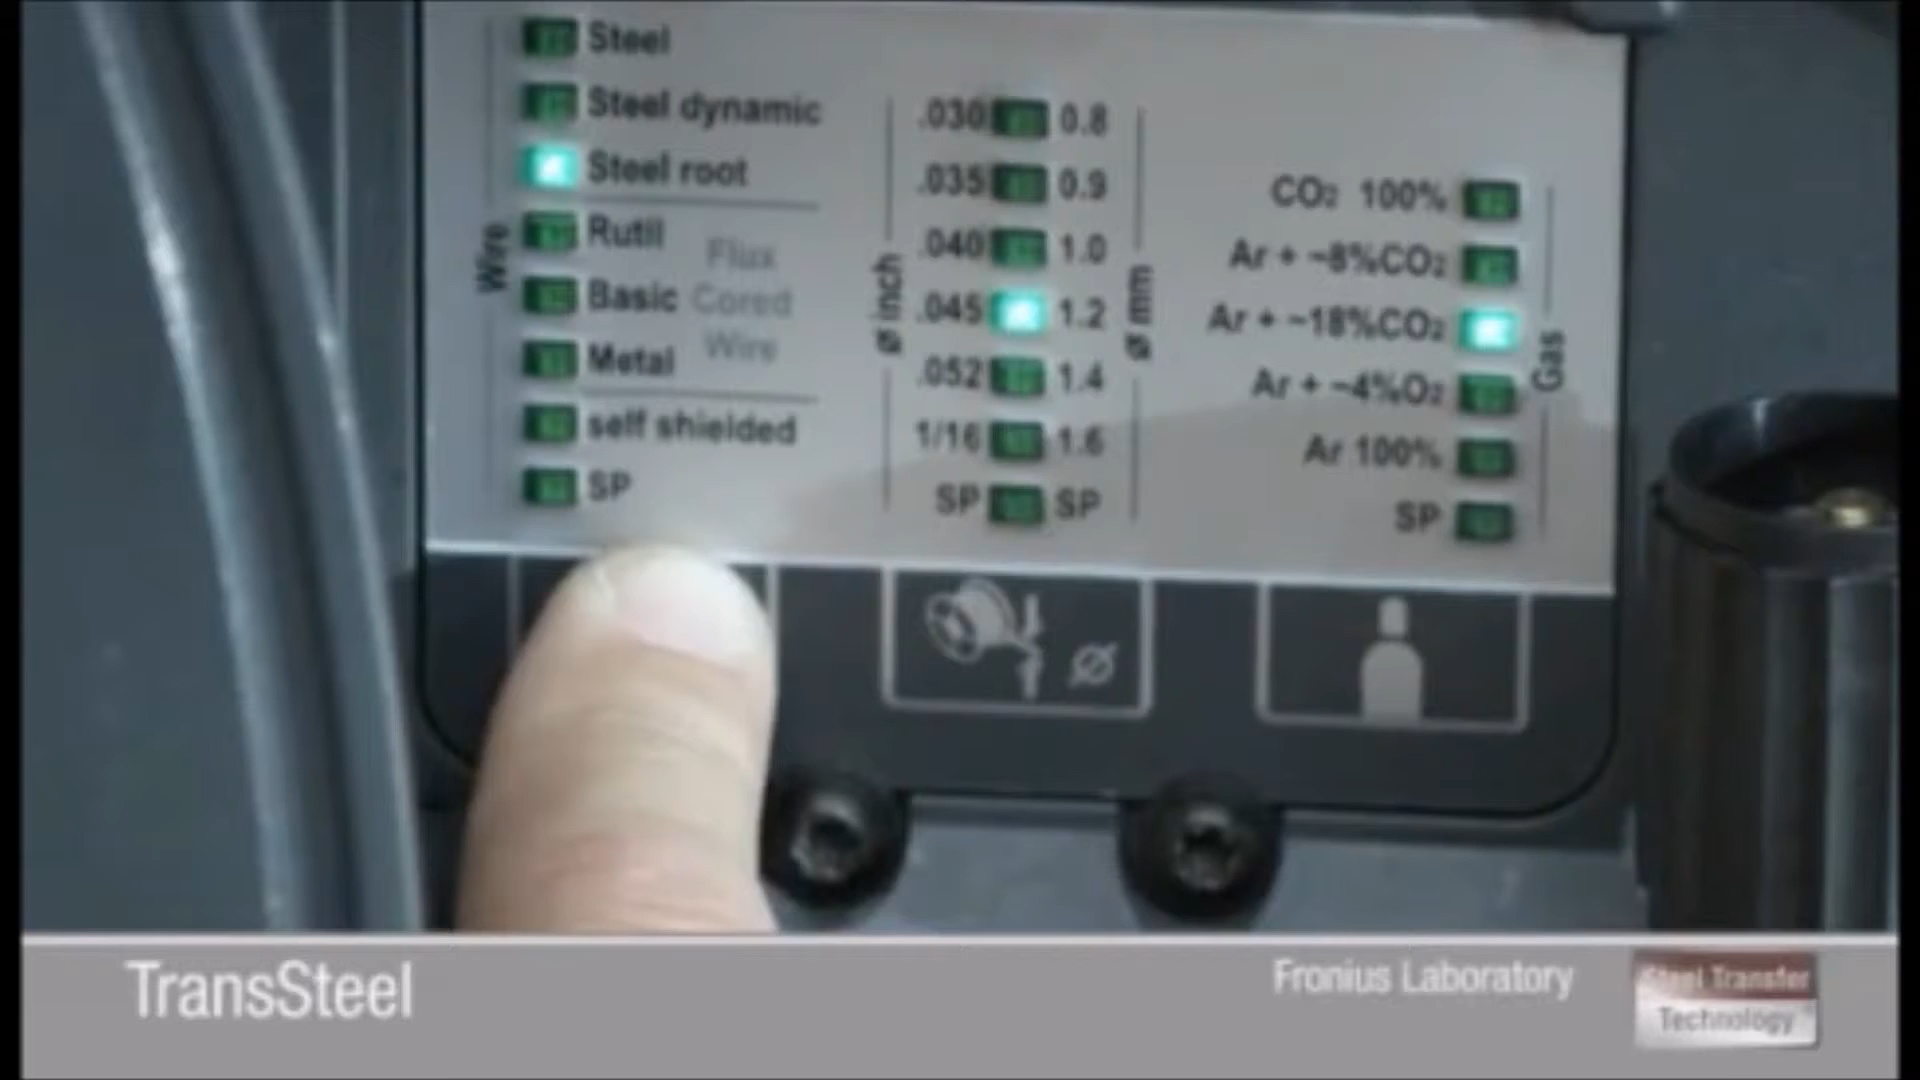 Steel
Steel dynamic
Steel root
Rutil
Basic
Metal
Flux
Cored
Wire
self shielded
SP
Wire
.030 0.8
.035 0.9
.040 1.0
.045 1.2
.052 1.4
1/16 1.6
SP SP
ø inch
ø mm
CO2 100%
Ar + ~8%CO2
Ar + ~18%CO2
Ar + ~4%O2
Ar 100%
SP
Gas
Ø
TransSteel
Fronius Laboratory
Steel Transfer
Technology